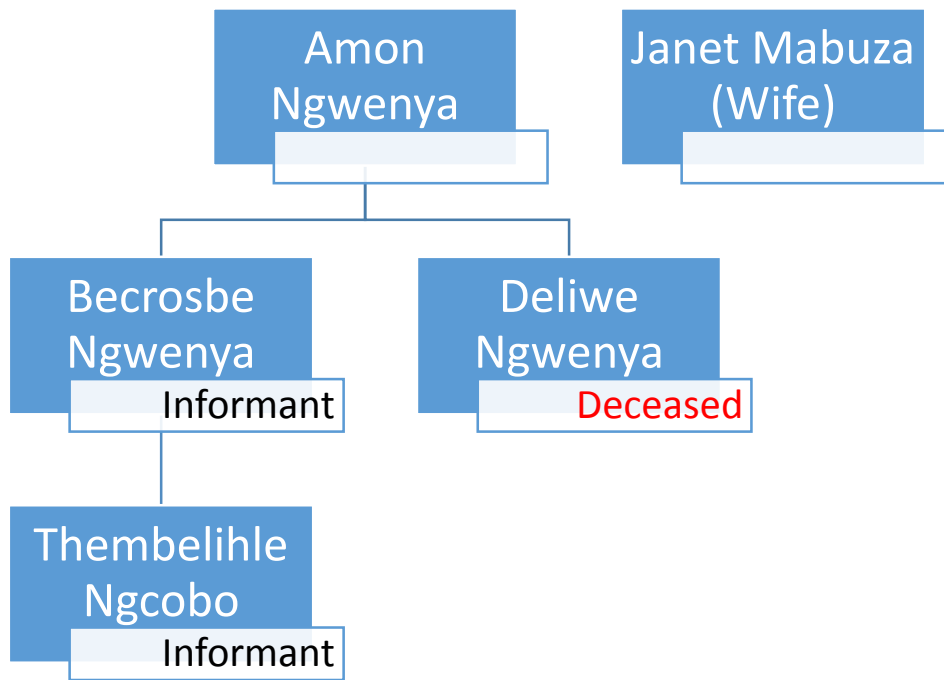 Amon
Ngwenya
Janet Mabuza
(Wife)
Becrosbe
Ngwenya
Informant
Deliwe
Ngwenya
Deceased
Thembelihle
Ngcobo
Informant